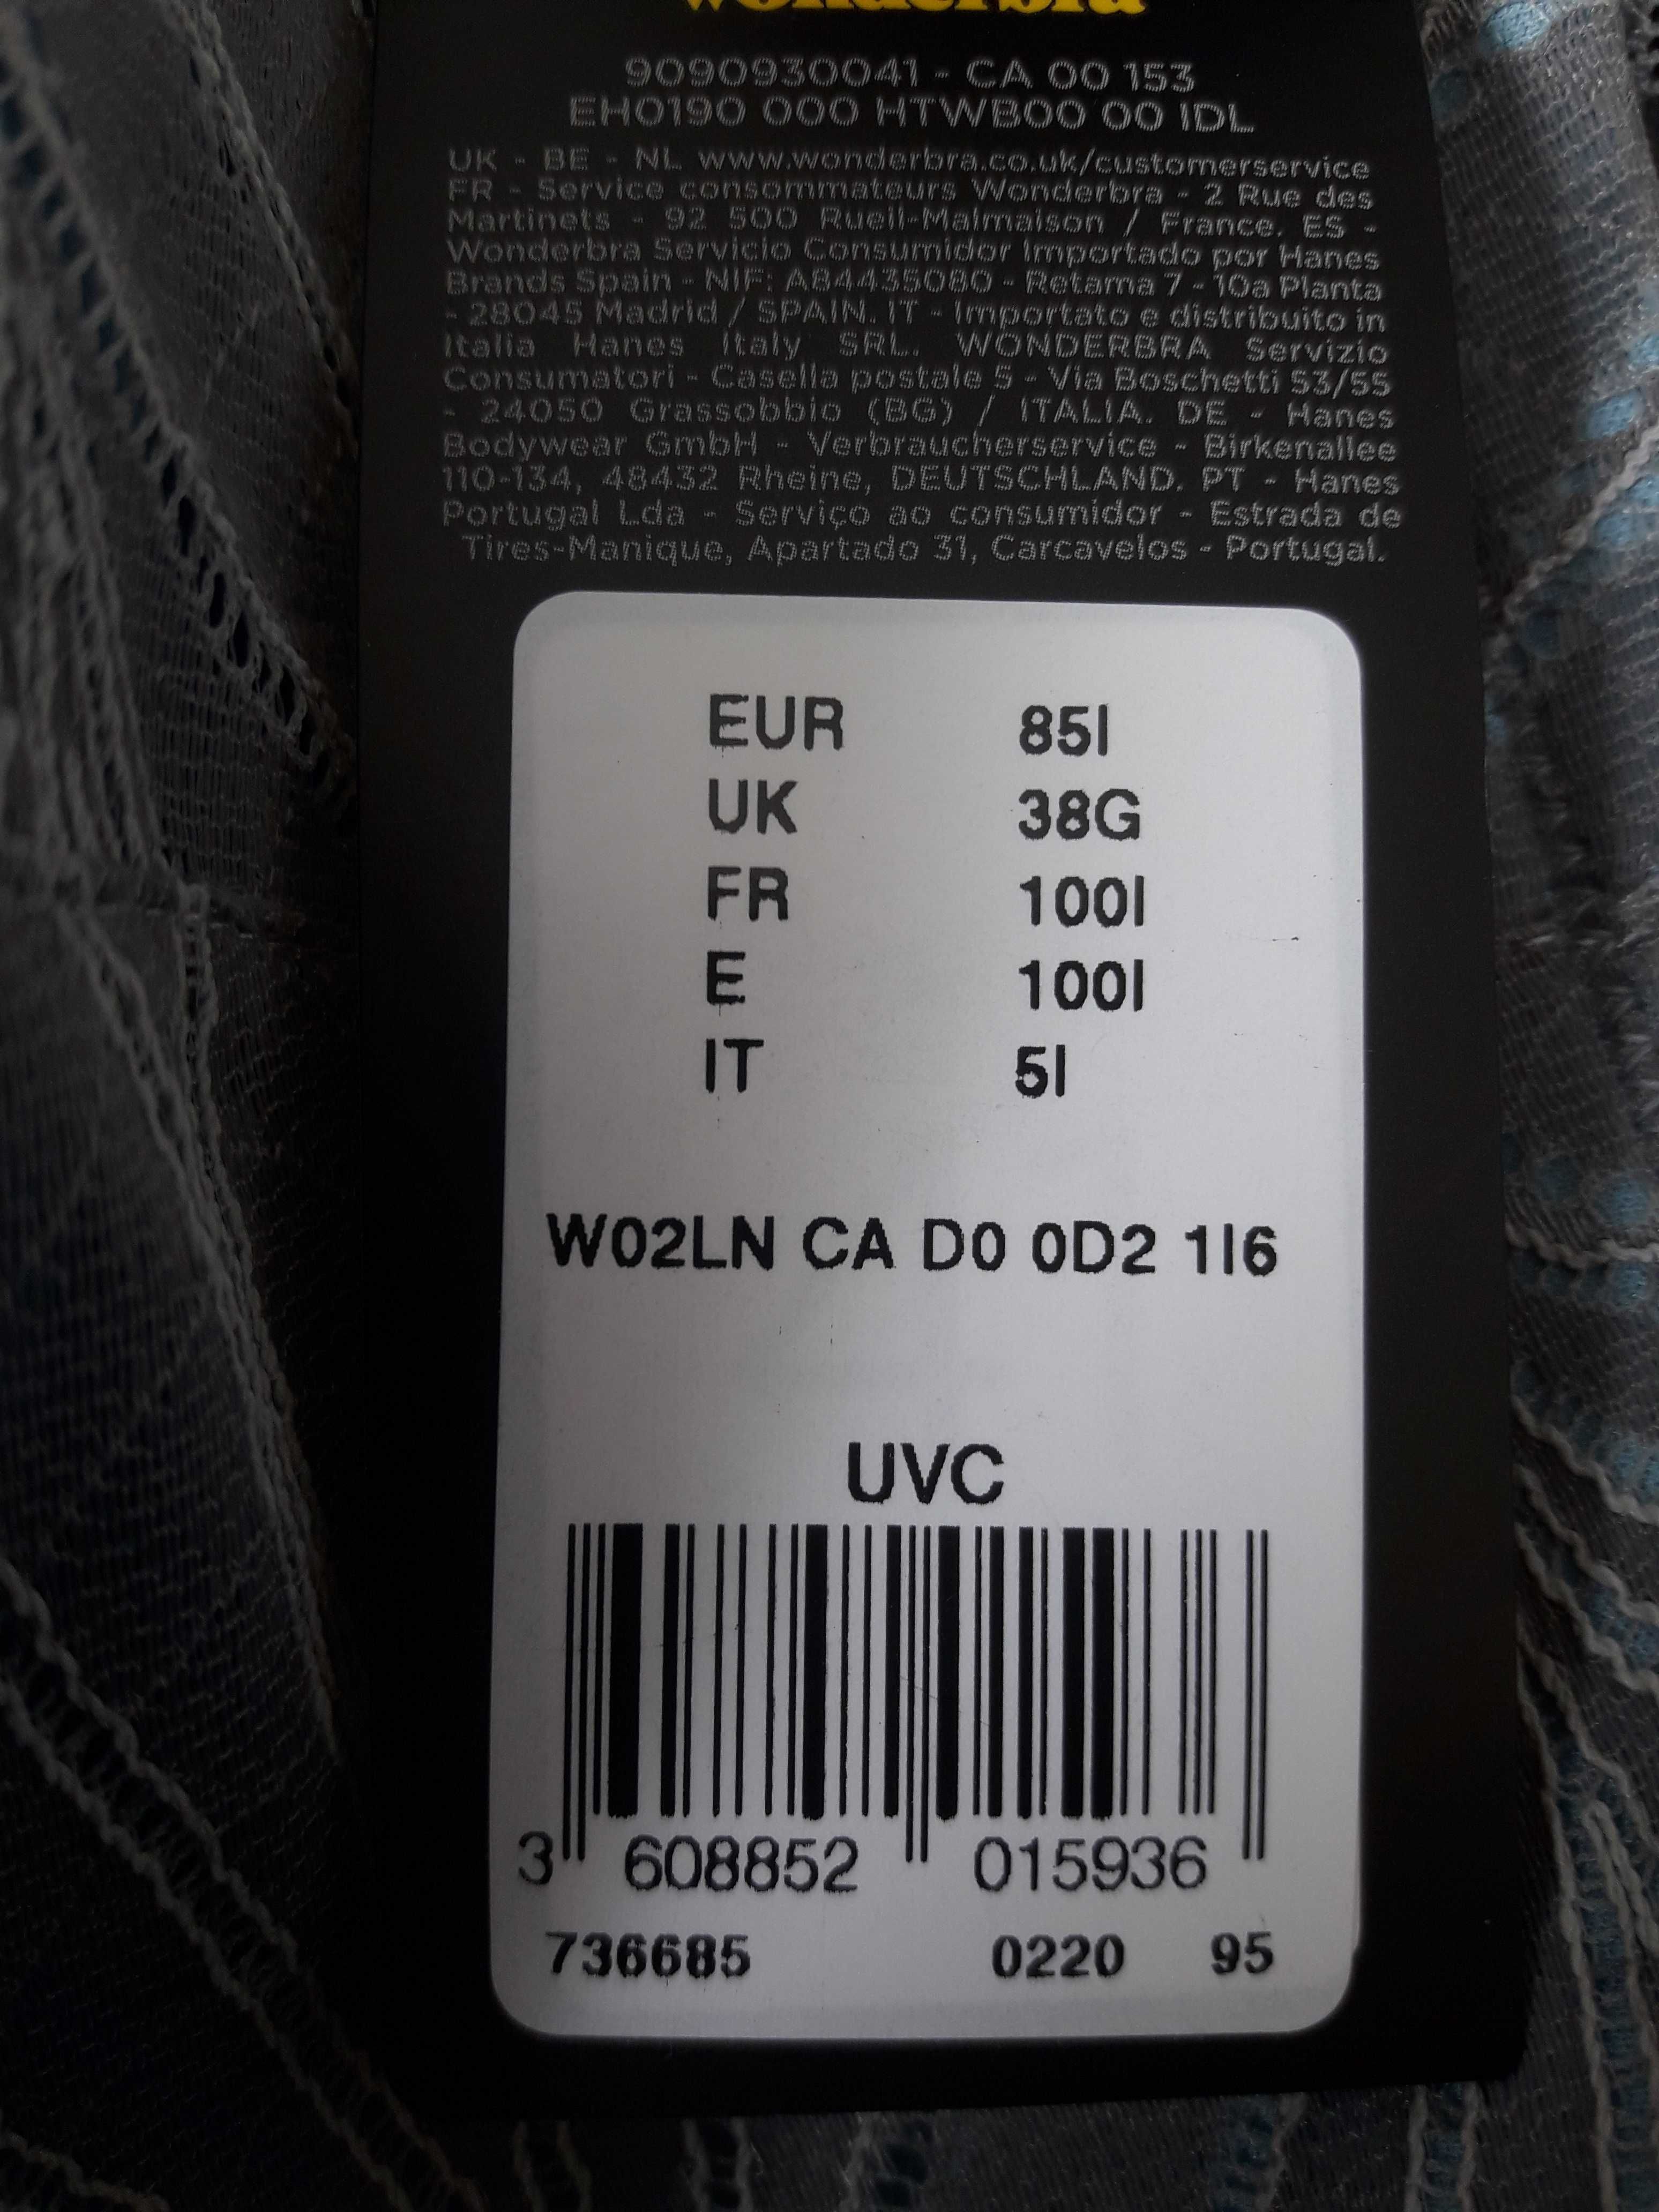 wonderbra
9090930041 - CA 00 153
EH0190 000 HTWB00 00 IDL
UK - BE - NL www.wonderbra.co.uk/customerservice
FR - Service consommateurs Wonderbra - 2 Rue des
Martinets - 92 500 Rueil-Malmaison / France. ES -
Wonderbra Servicio Consumidor Importado por Hanes
Brands Spain - NIF: A84435080 - Retama 7 - 10a Planta
- 28045 Madrid / SPAIN. IT - Importato e distribuito in
Italia Hanes Italy SRL. WONDERBRA Servizio
Consumatori - Casella postale 5 - Via Boschetti 53/55
- 24050 Grassobbio (BG) / ITALIA. DE - Hanes
Bodywear GmbH - Verbraucherservice - Birkenallee
110-134, 48432 Rheine, DEUTSCHLAND. PT - Hanes
Portugal Lda - Serviço ao consumidor - Estrada de
Tires-Manique, Apartado 31, Carcavelos - Portugal.
EUR 85I
UK 38G
FR 100I
E 100I
IT 5I
W02LN CA D0 0D2 1I6
UVC
3 608852 015936
736685 0220 95